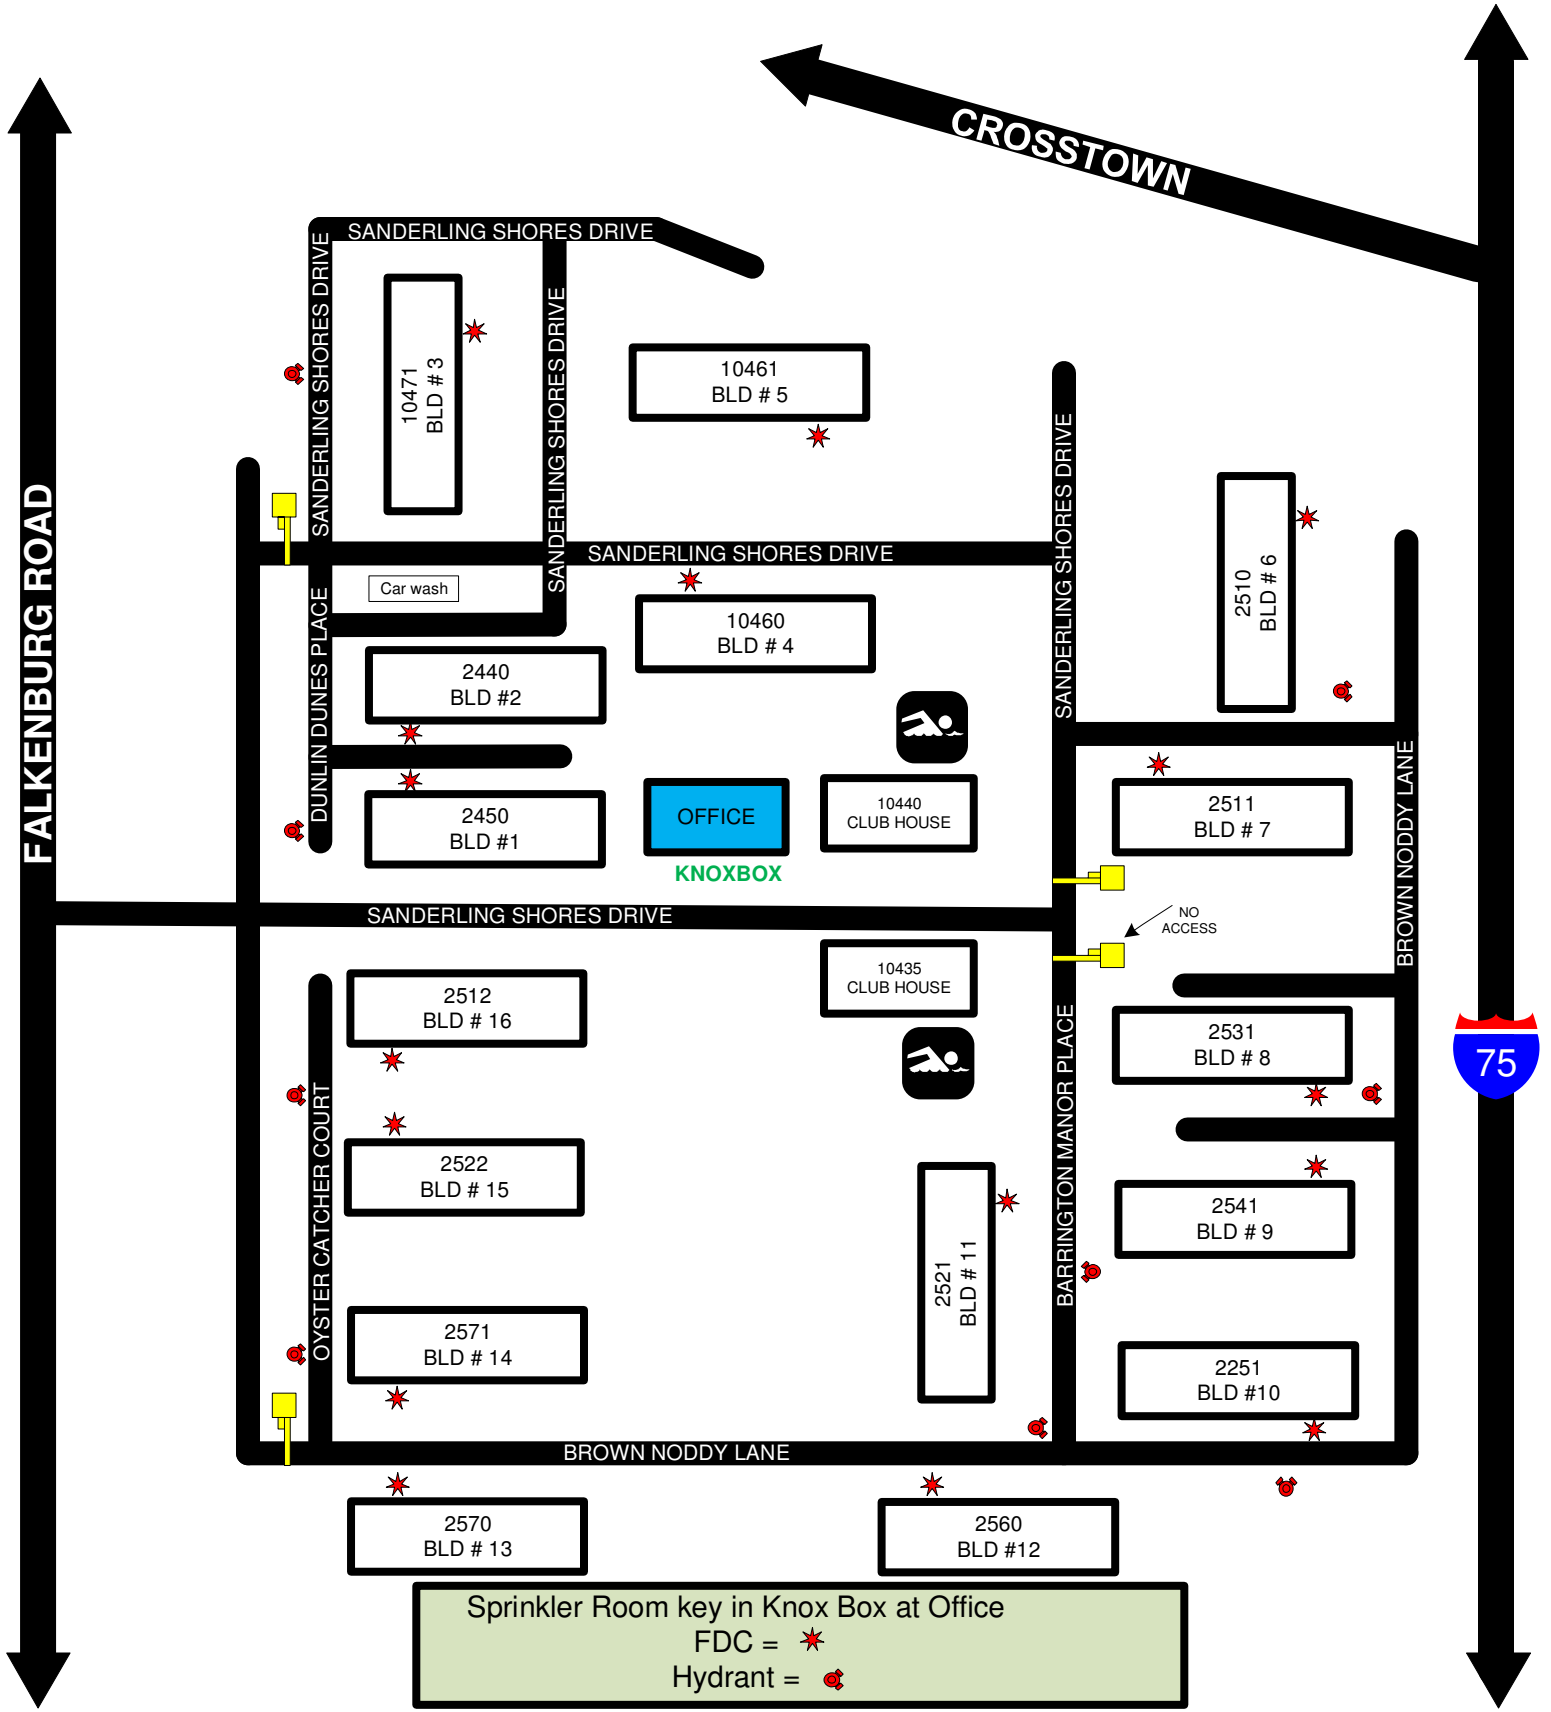 CROSSTOWN
SANDERLING SHORES DRIVE
SANDERLING SHORES DRIVE
10471
BLD # 3
SANDERLING SHORES DRIVE
10461
BLD # 5
SANDERLING SHORES DRIVE
FALKENBURG ROAD
SANDERLING SHORES DRIVE
2510
BLD # 6
Car wash
DUNLIN DUNES PLACE
10460
BLD # 4
2440
BLD #2
2450
BLD #1
OFFICE
KNOXBOX
10440
CLUB HOUSE
2511
BLD # 7
BROWN NODDY LANE
SANDERLING SHORES DRIVE
NO
ACCESS
10435
CLUB HOUSE
2512
BLD # 16
2531
BLD # 8
75
OYSTER CATCHER COURT
BARRINGTON MANOR PLACE
2522
BLD # 15
2541
BLD # 9
2521
BLD # 11
2571
BLD # 14
2251
BLD #10
BROWN NODDY LANE
2570
BLD # 13
2560
BLD #12
Sprinkler Room key in Knox Box at Office
FDC =
Hydrant =